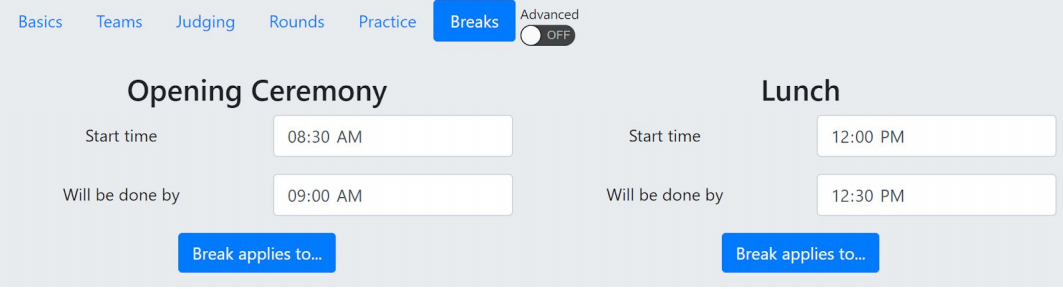 Basics Teams Judging Rounds Practice Breaks Advanced
OFF
Opening Ceremony
Start time 08:30 AM
Will be done by 09:00 AM
Break applies to...
Lunch
Start time 12:00 PM
Will be done by 12:30 PM
Break applies to...